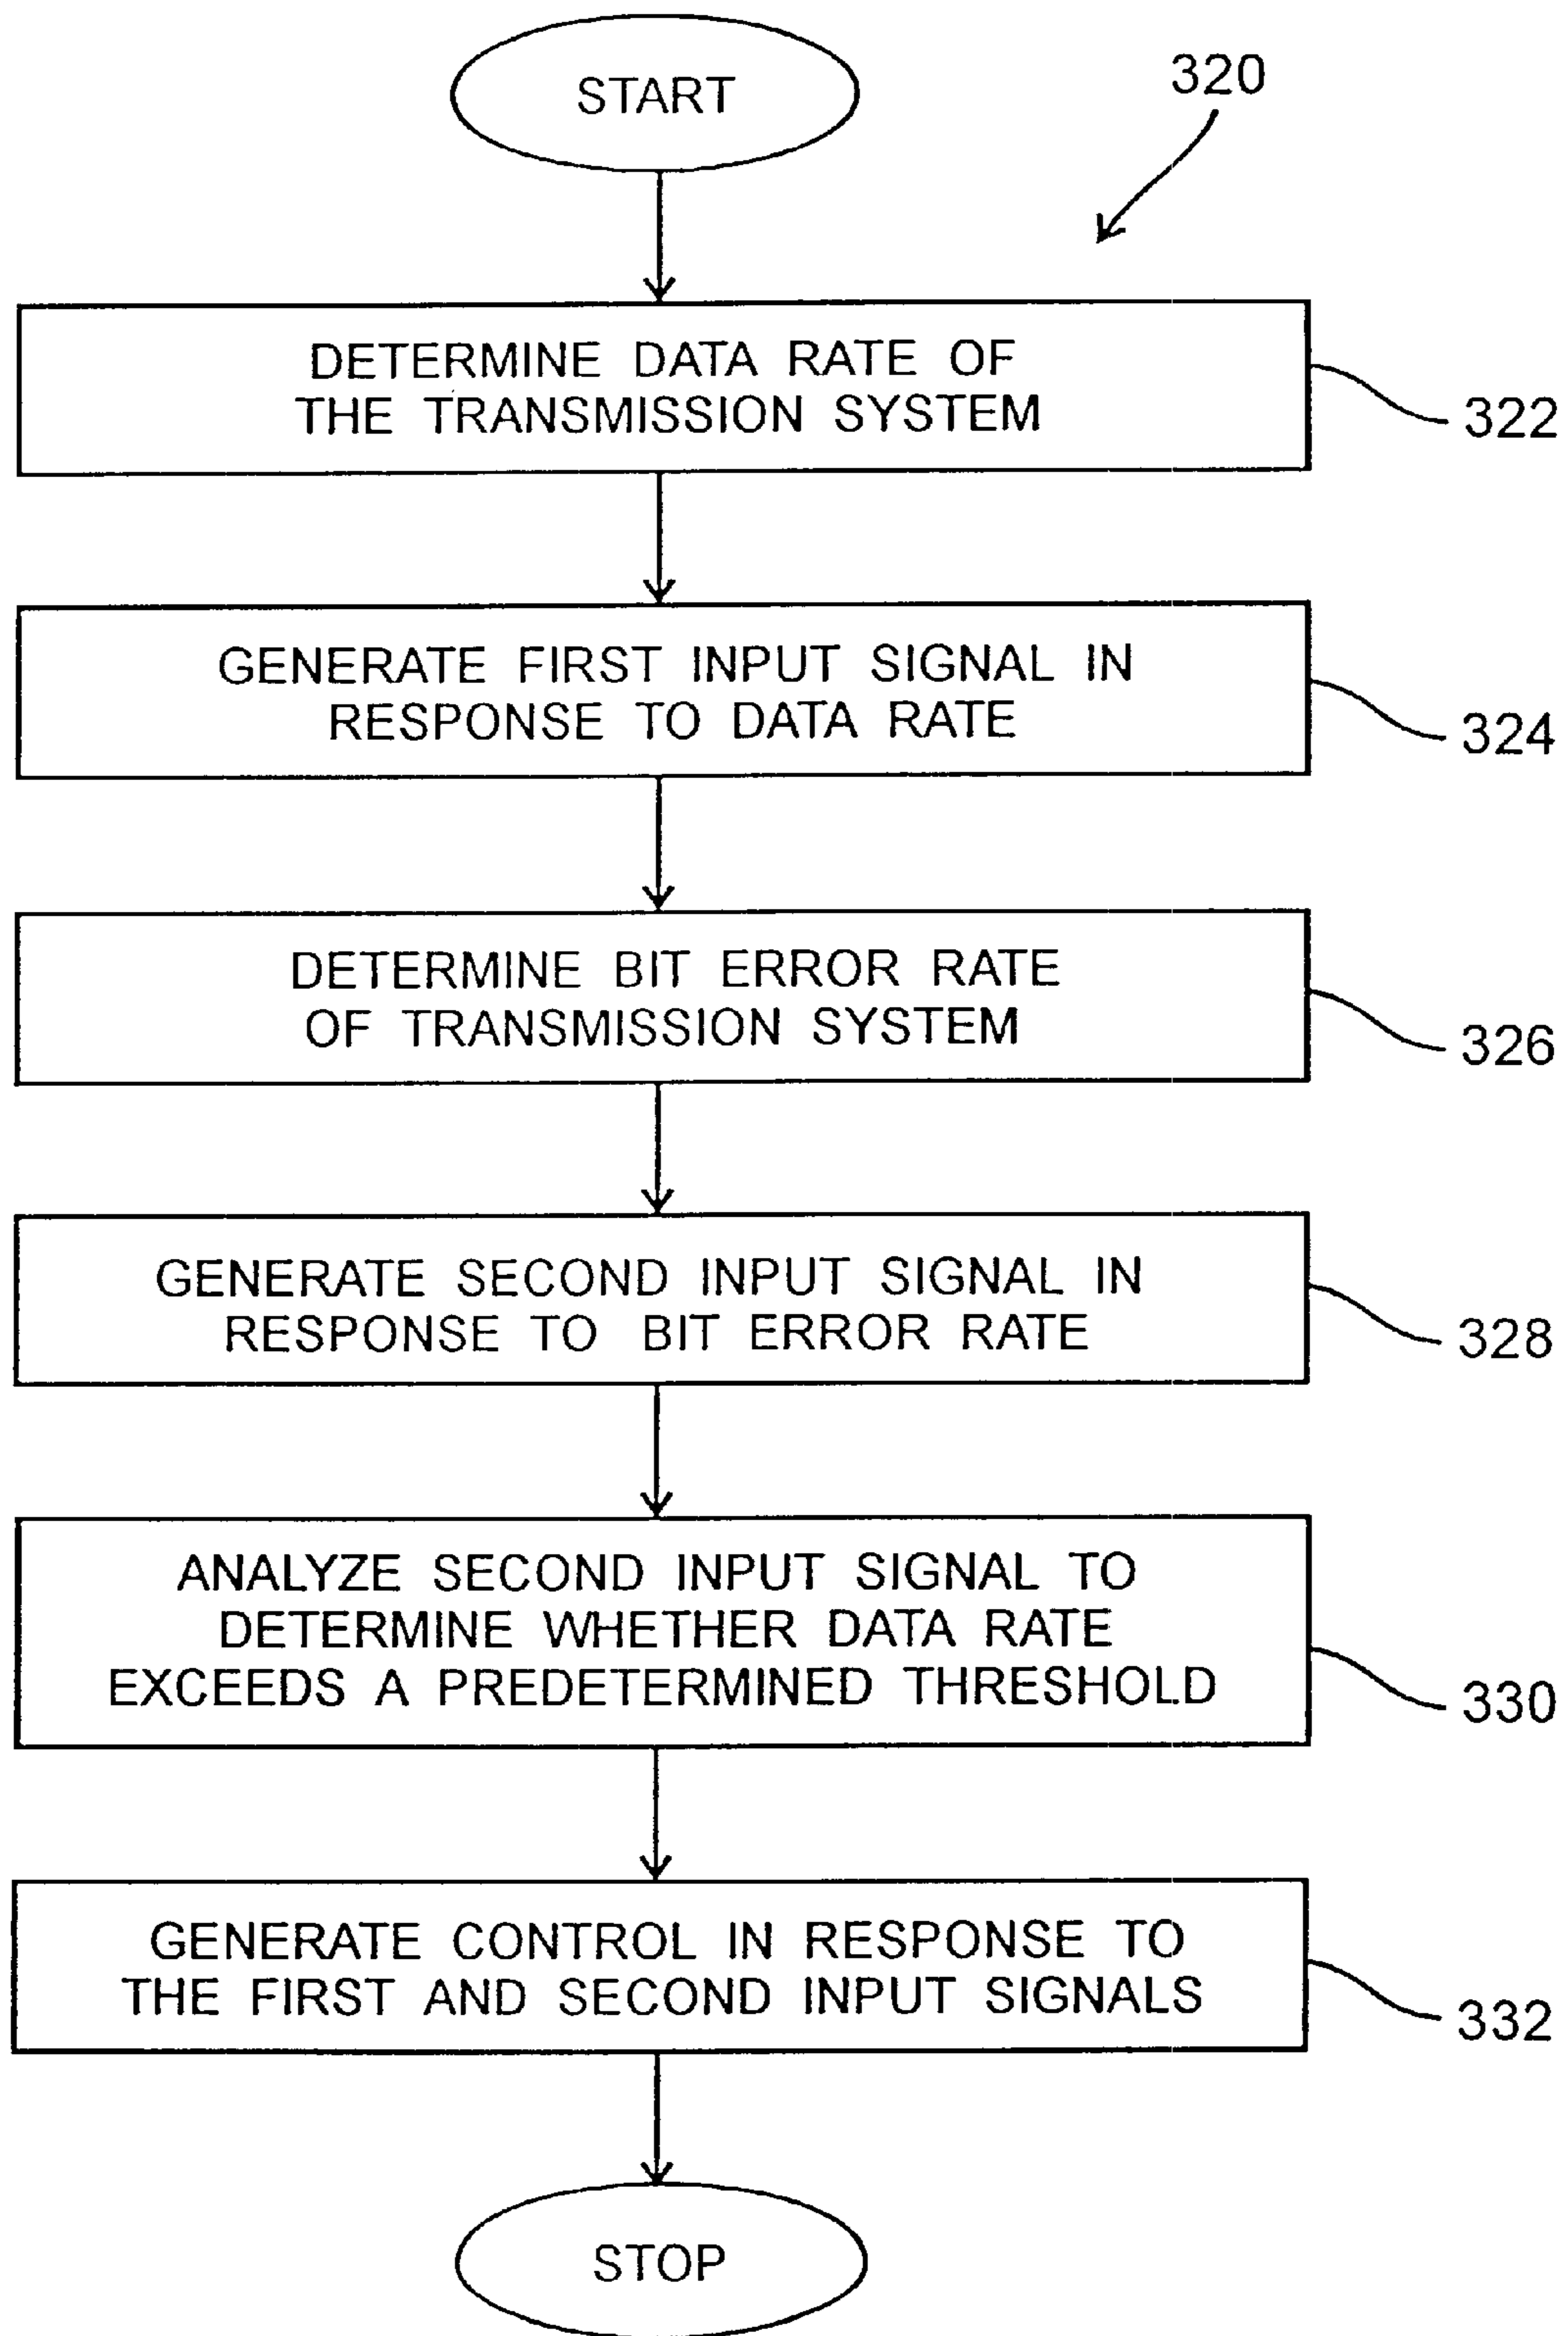 START
320
DETERMINE DATA RATE OF
THE TRANSMISSION SYSTEM
322
GENERATE FIRST INPUT SIGNAL IN
RESPONSE TO DATA RATE
324
DETERMINE BIT ERROR RATE
OF TRANSMISSION SYSTEM
326
GENERATE SECOND INPUT SIGNAL IN
RESPONSE TO BIT ERROR RATE
328
ANALYZE SECOND INPUT SIGNAL TO
DETERMINE WHETHER DATA RATE
EXCEEDS A PREDETERMINED THRESHOLD
330
GENERATE CONTROL IN RESPONSE TO
THE FIRST AND SECOND INPUT SIGNALS
332
STOP